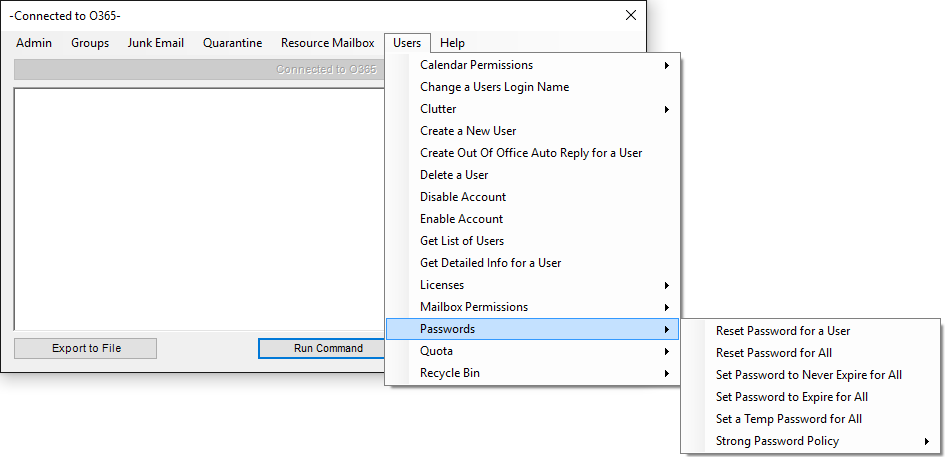 -Connected to O365-
Admin Groups Junk Email Quarantine Resource Mailbox Users Help
Connected to O365
Calendar Permissions
Change a Users Login Name
Clutter
Create a New User
Create Out Of Office Auto Reply for a User
Delete a User
Disable Account
Enable Account
Get List of Users
Get Detailed Info for a User
Licenses
Mailbox Permissions
Passwords
Quota
Recycle Bin
Reset Password for a User
Reset Password for All
Set Password to Never Expire for All
Set Password to Expire for All
Set a Temp Password for All
Strong Password Policy
Export to File
Run Command